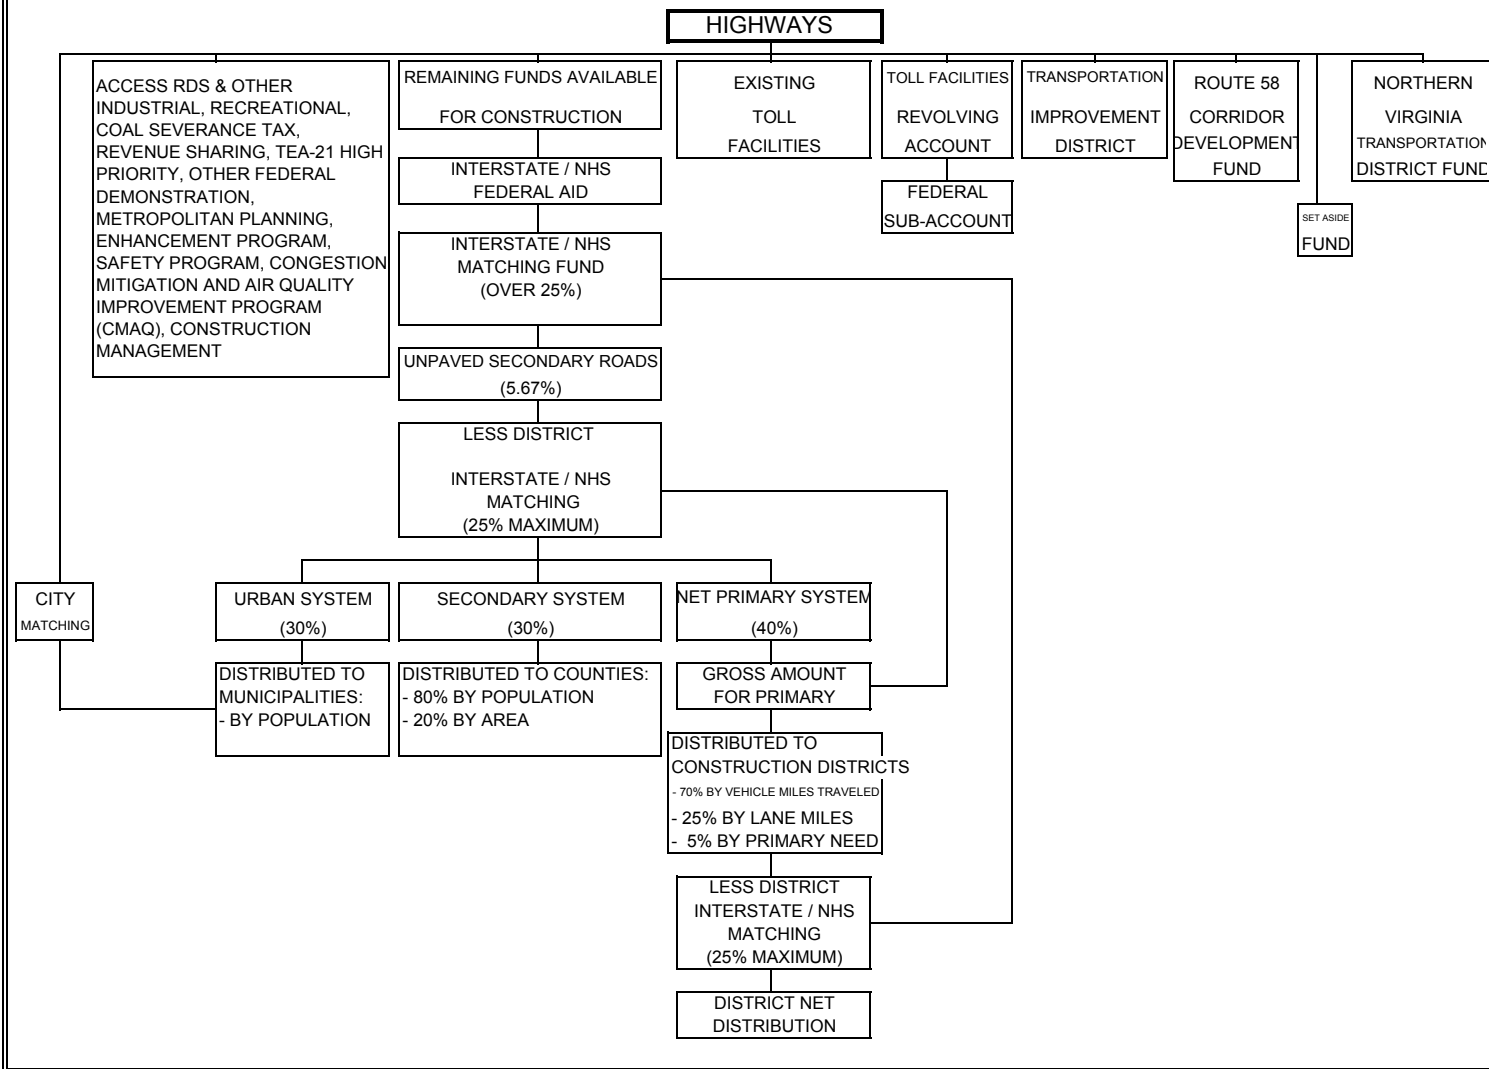 HIGHWAYS
ACCESS RDS & OTHER
INDUSTRIAL, RECREATIONAL,
COAL SEVERANCE TAX,
REVENUE SHARING, TEA-21 HIGH
PRIORITY, OTHER FEDERAL
DEMONSTRATION,
METROPOLITAN PLANNING,
ENHANCEMENT PROGRAM,
SAFETY PROGRAM, CONGESTION
MITIGATION AND AIR QUALITY
IMPROVEMENT PROGRAM
(CMAQ), CONSTRUCTION
MANAGEMENT
REMAINING FUNDS AVAILABLE
FOR CONSTRUCTION
EXISTING
TOLL
FACILITIES
TOLL FACILITIES
REVOLVING
ACCOUNT
TRANSPORTATION
IMPROVEMENT
DISTRICT
ROUTE 58
CORRIDOR
DEVELOPMENT
FUND
NORTHERN
VIRGINIA
TRANSPORTATION
DISTRICT FUND
INTERSTATE / NHS
FEDERAL AID
FEDERAL
SUB-ACCOUNT
SET ASIDE
FUND
INTERSTATE / NHS
MATCHING FUND
(OVER 25%)
UNPAVED SECONDARY ROADS
(5.67%)
LESS DISTRICT
INTERSTATE / NHS
MATCHING
(25% MAXIMUM)
CITY
MATCHING
URBAN SYSTEM
(30%)
SECONDARY SYSTEM
(30%)
NET PRIMARY SYSTEM
(40%)
DISTRIBUTED TO
MUNICIPALITIES:
- BY POPULATION
DISTRIBUTED TO COUNTIES:
- 80% BY POPULATION
- 20% BY AREA
GROSS AMOUNT
FOR PRIMARY
DISTRIBUTED TO
CONSTRUCTION DISTRICTS
- 70% BY VEHICLE MILES TRAVELED
- 25% BY LANE MILES
- 5% BY PRIMARY NEED
LESS DISTRICT
INTERSTATE / NHS
MATCHING
(25% MAXIMUM)
DISTRICT NET
DISTRIBUTION